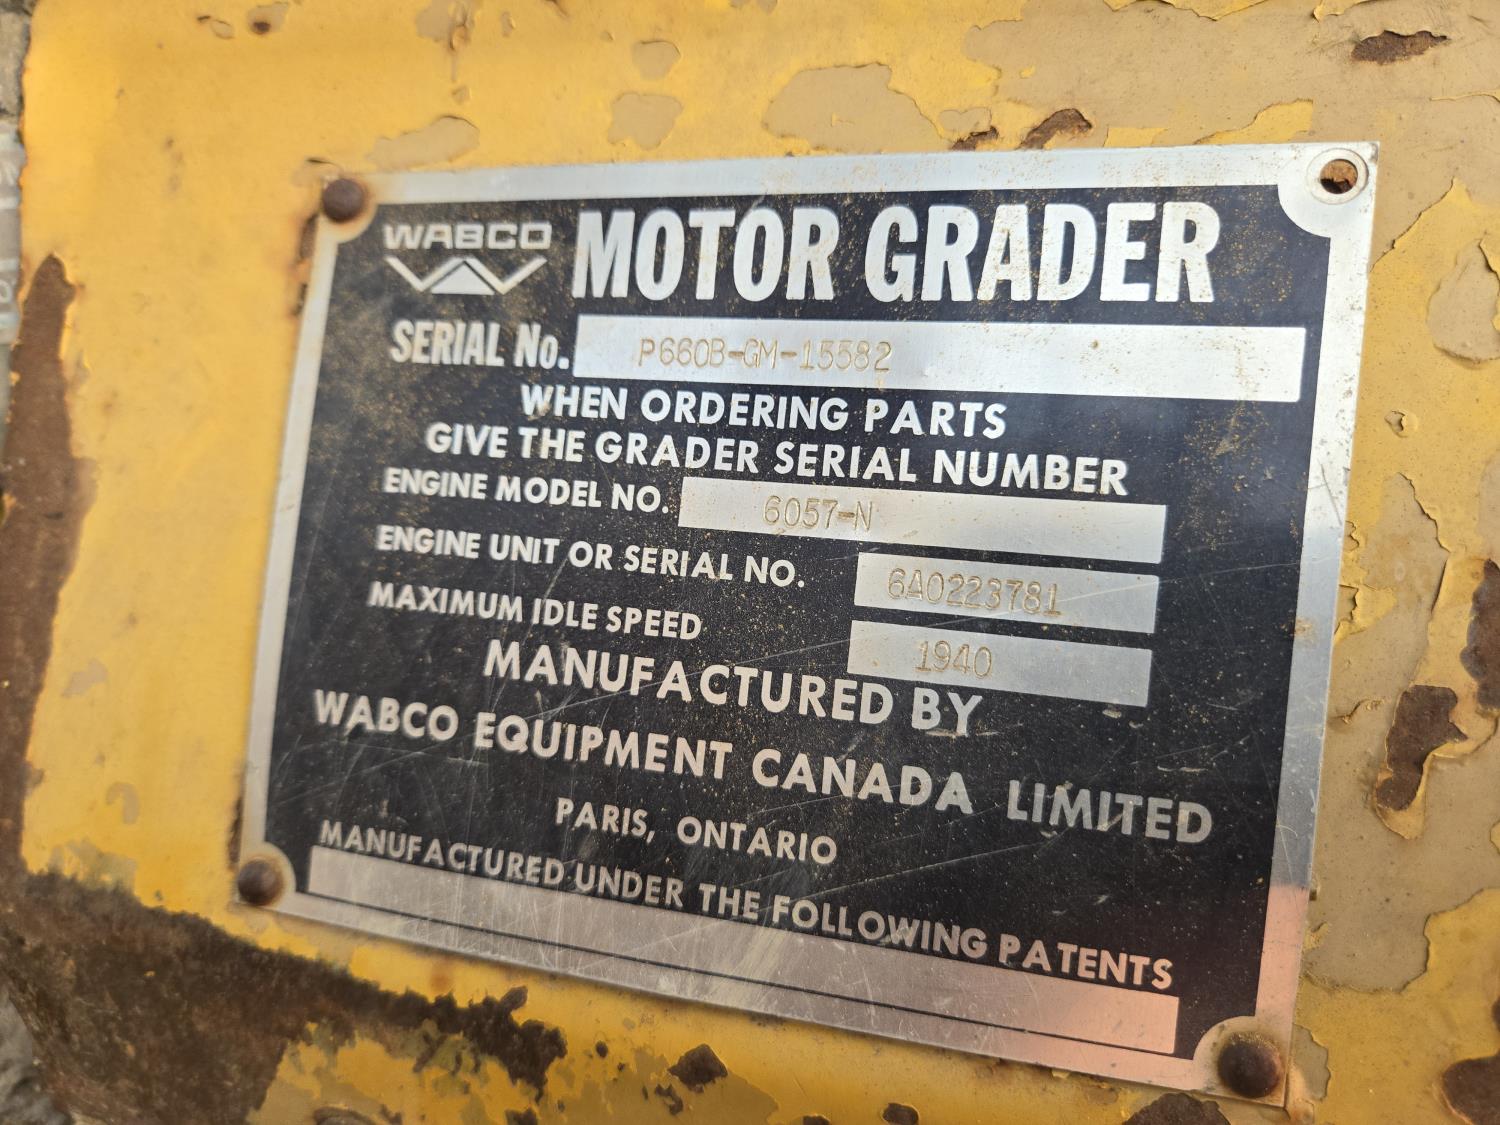 WABCO MOTOR GRADER
SERIAL No. P660B-GM-15582
WHEN ORDERING PARTS
GIVE THE GRADER SERIAL NUMBER
ENGINE MODEL NO. 6057-N
ENGINE UNIT OR SERIAL NO. 6A0223781
MAXIMUM IDLE SPEED 1940
MANUFACTURED BY
WABCO EQUIPMENT CANADA LIMITED
PARIS, ONTARIO
MANUFACTURED UNDER THE FOLLOWING PATENTS